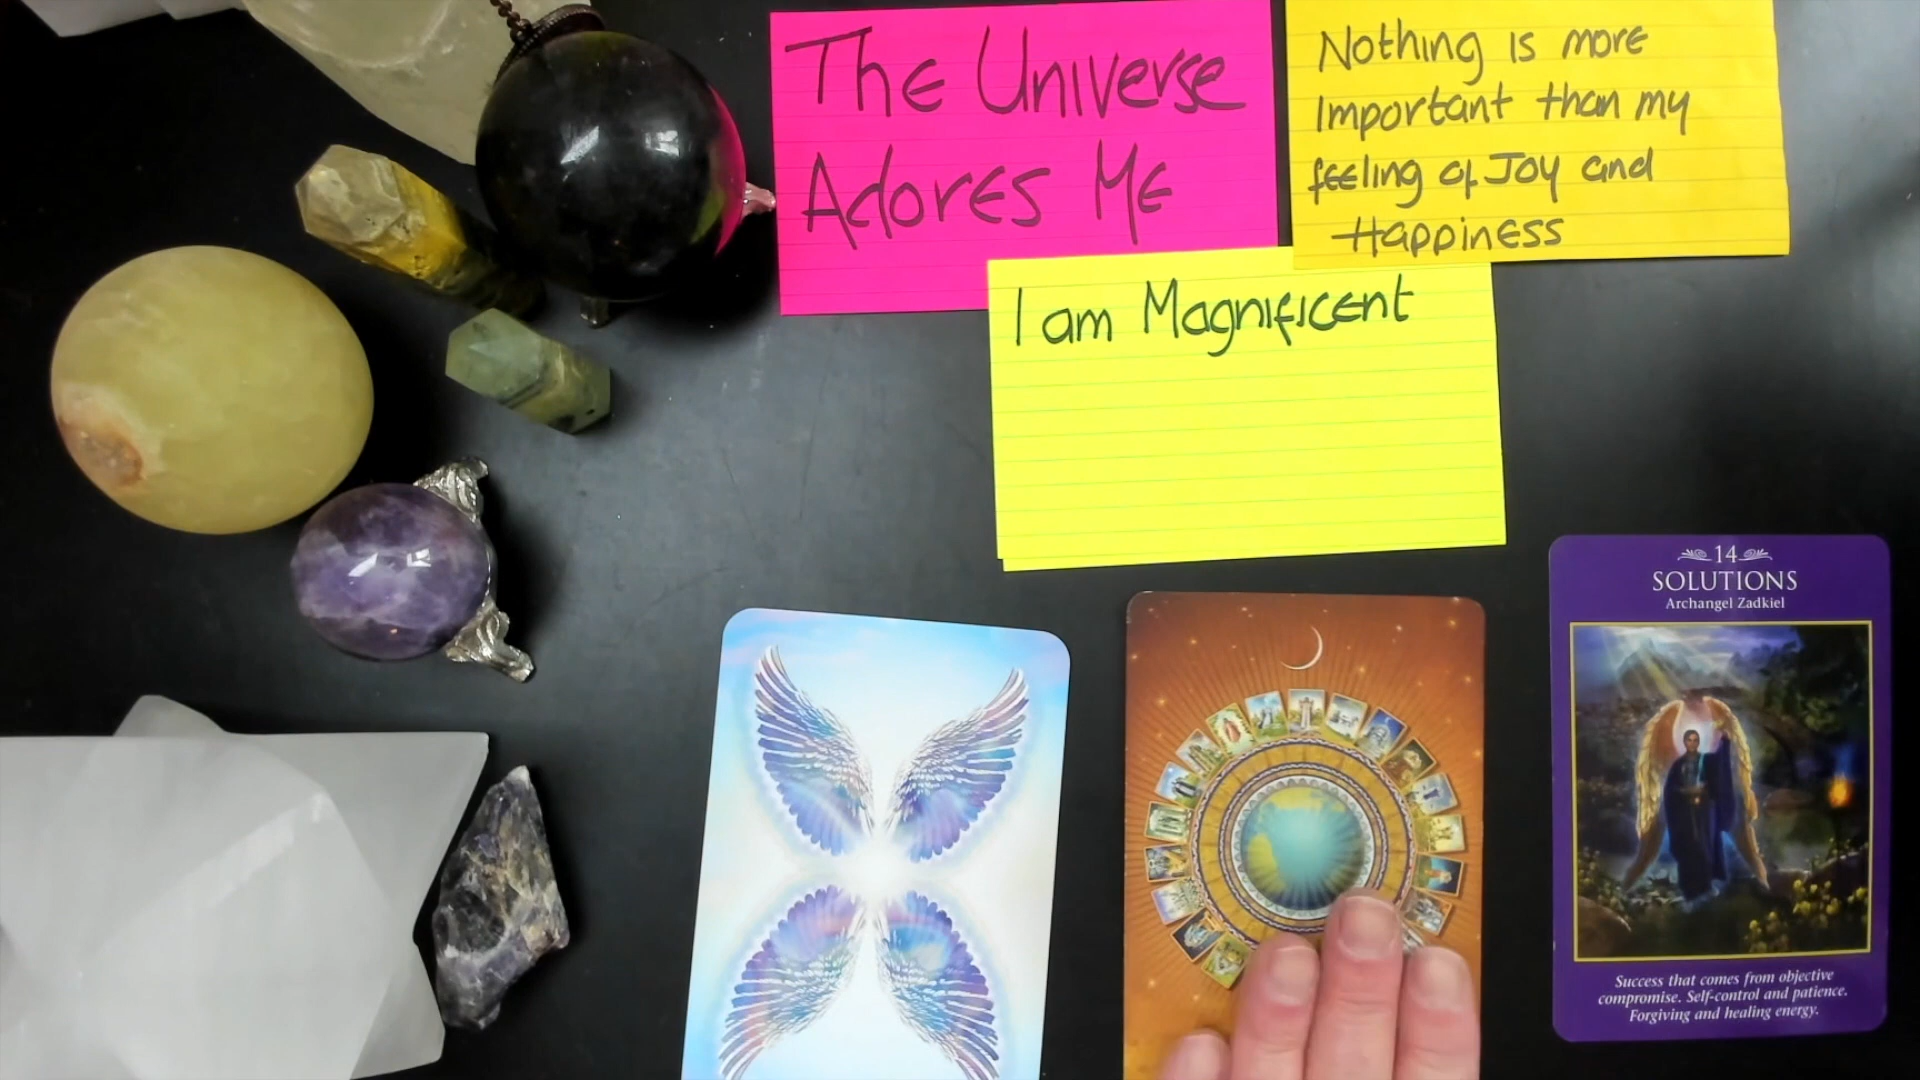 The Universe
Adores Me
Nothing is more
Important than my
feeling of Joy and
Happiness
I am Magnificent
14
SOLUTIONS
Archangel Zadkiel
Success that comes from objective
compromise. Self-control and patience.
Forgiving and healing energy.